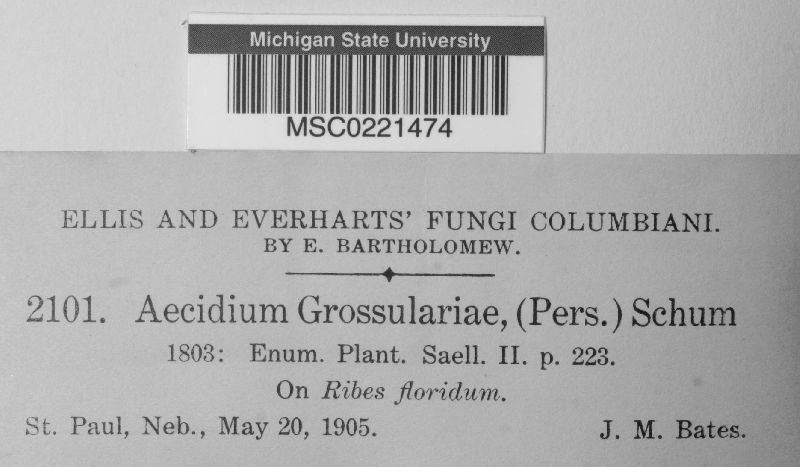 Michigan State University
MSC0221474
ELLIS AND EVERHARTS' FUNGI COLUMBIANI.
BY E. BARTHOLOMEW.
2101. Aecidium Grossulariae, (Pers.) Schum
1803: Enum. Plant. Saell. II. p. 223.
On Ribes floridum.
St. Paul, Neb., May 20, 1905. J. M. Bates.